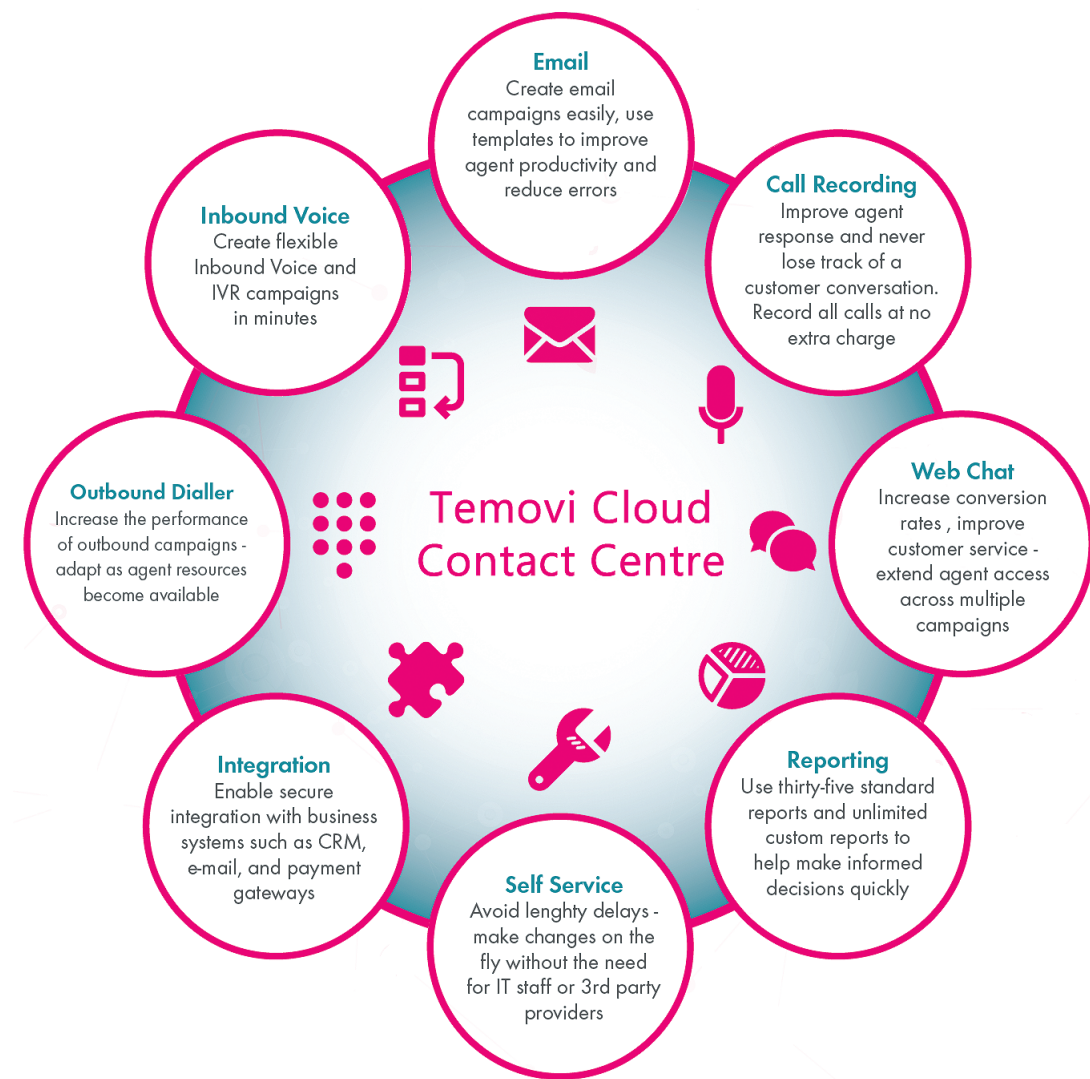 Email
Create email
campaigns easily, use
templates to improve
agent productivity and
reduce errors
Call Recording
Improve agent
response and never
lose track of a
customer conversation.
Record all calls at no
extra charge
Web Chat
Increase conversion
rates , improve
customer service -
extend agent access
across multiple
campaigns
Reporting
Use thirty-five standard
reports and unlimited
custom reports to
help make informed
decisions quickly
Self Service
Avoid lenghty delays -
make changes on the
fly without the need
for IT staff or 3rd party
providers
Integration
Enable secure
integration with business
systems such as CRM,
e-mail, and payment
gateways
Outbound Dialler
Increase the performance
of outbound campaigns -
adapt as agent resources
become available
Inbound Voice
Create flexible
Inbound Voice and
IVR campaigns
in minutes
Temovi Cloud
Contact Centre